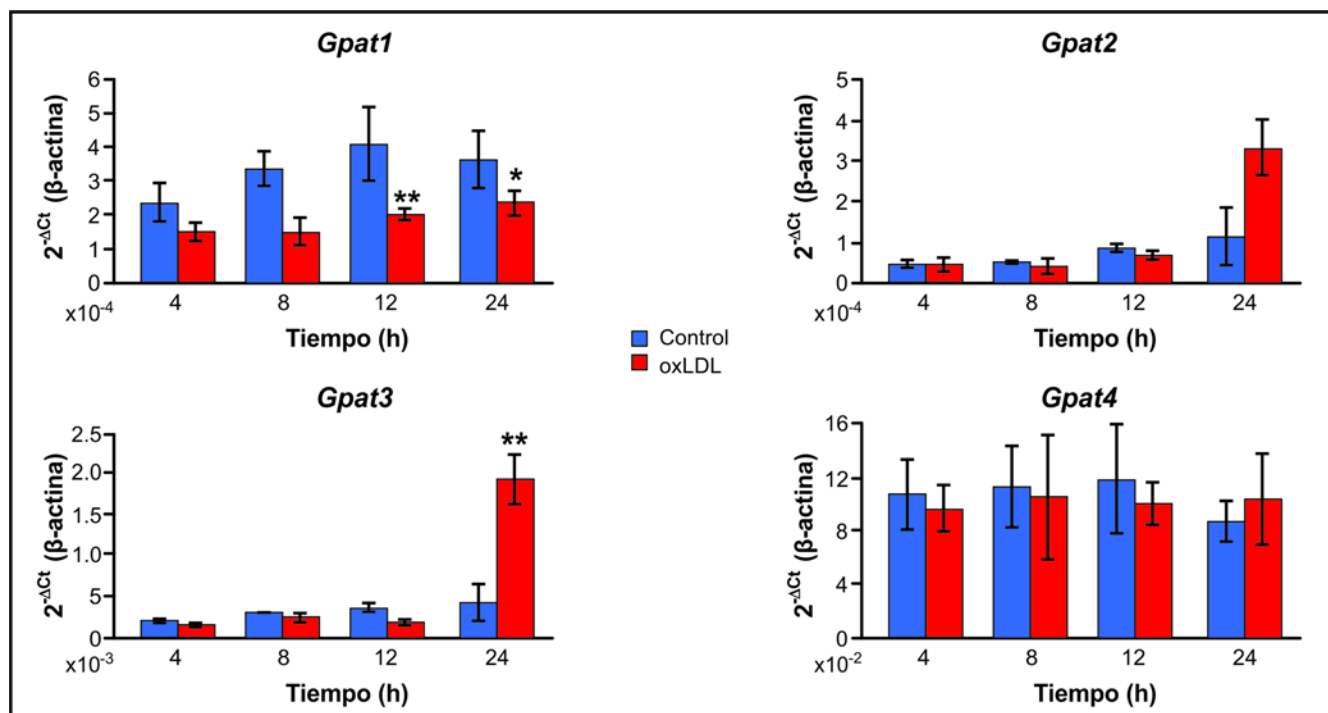 Gpat1
2^-ΔCt (β-actina)
6
5
4
3
2
1
0
** *
x10^-4
4 8 12 24
Tiempo (h)
Gpat2
2^-ΔCt (β-actina)
5
4
3
2
1
0
x10^-4
4 8 12 24
Tiempo (h)
Control
oxLDL
Gpat3
2^-ΔCt (β-actina)
2.5
2.0
1.5
1.0
5
0
**
x10^-3
4 8 12 24
Tiempo (h)
Gpat4
2^-ΔCt (β-actina)
16
12
8
4
0
x10^-2
4 8 12 24
Tiempo (h)